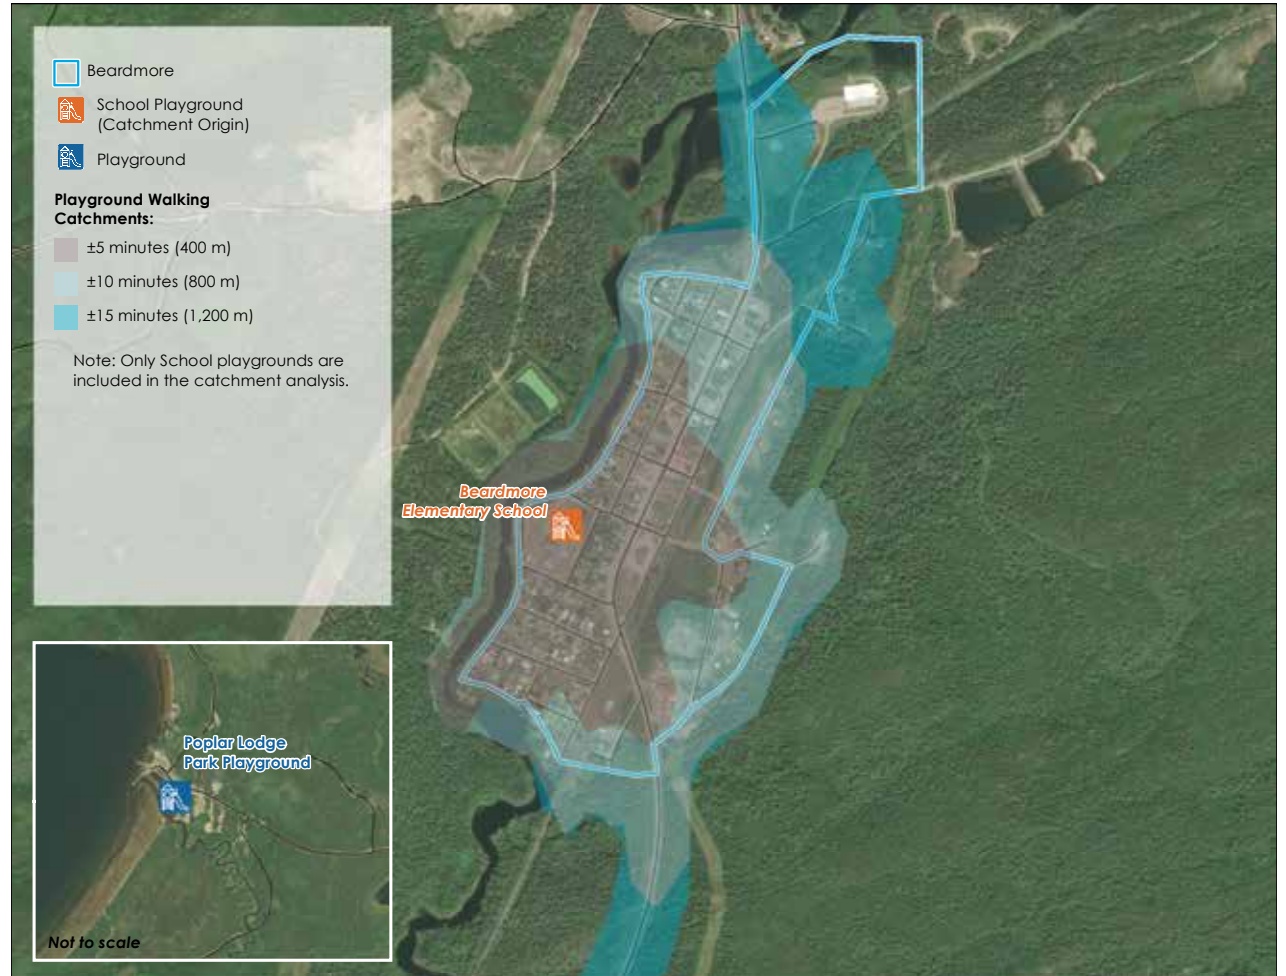 Beardmore
School Playground
(Catchment Origin)
Playground
Playground Walking
Catchments:
±5 minutes (400 m)
±10 minutes (800 m)
±15 minutes (1,200 m)
Note: Only School playgrounds are
included in the catchment analysis.
Beardmore
Elementary School
Poplar Lodge
Park Playground
Not to scale